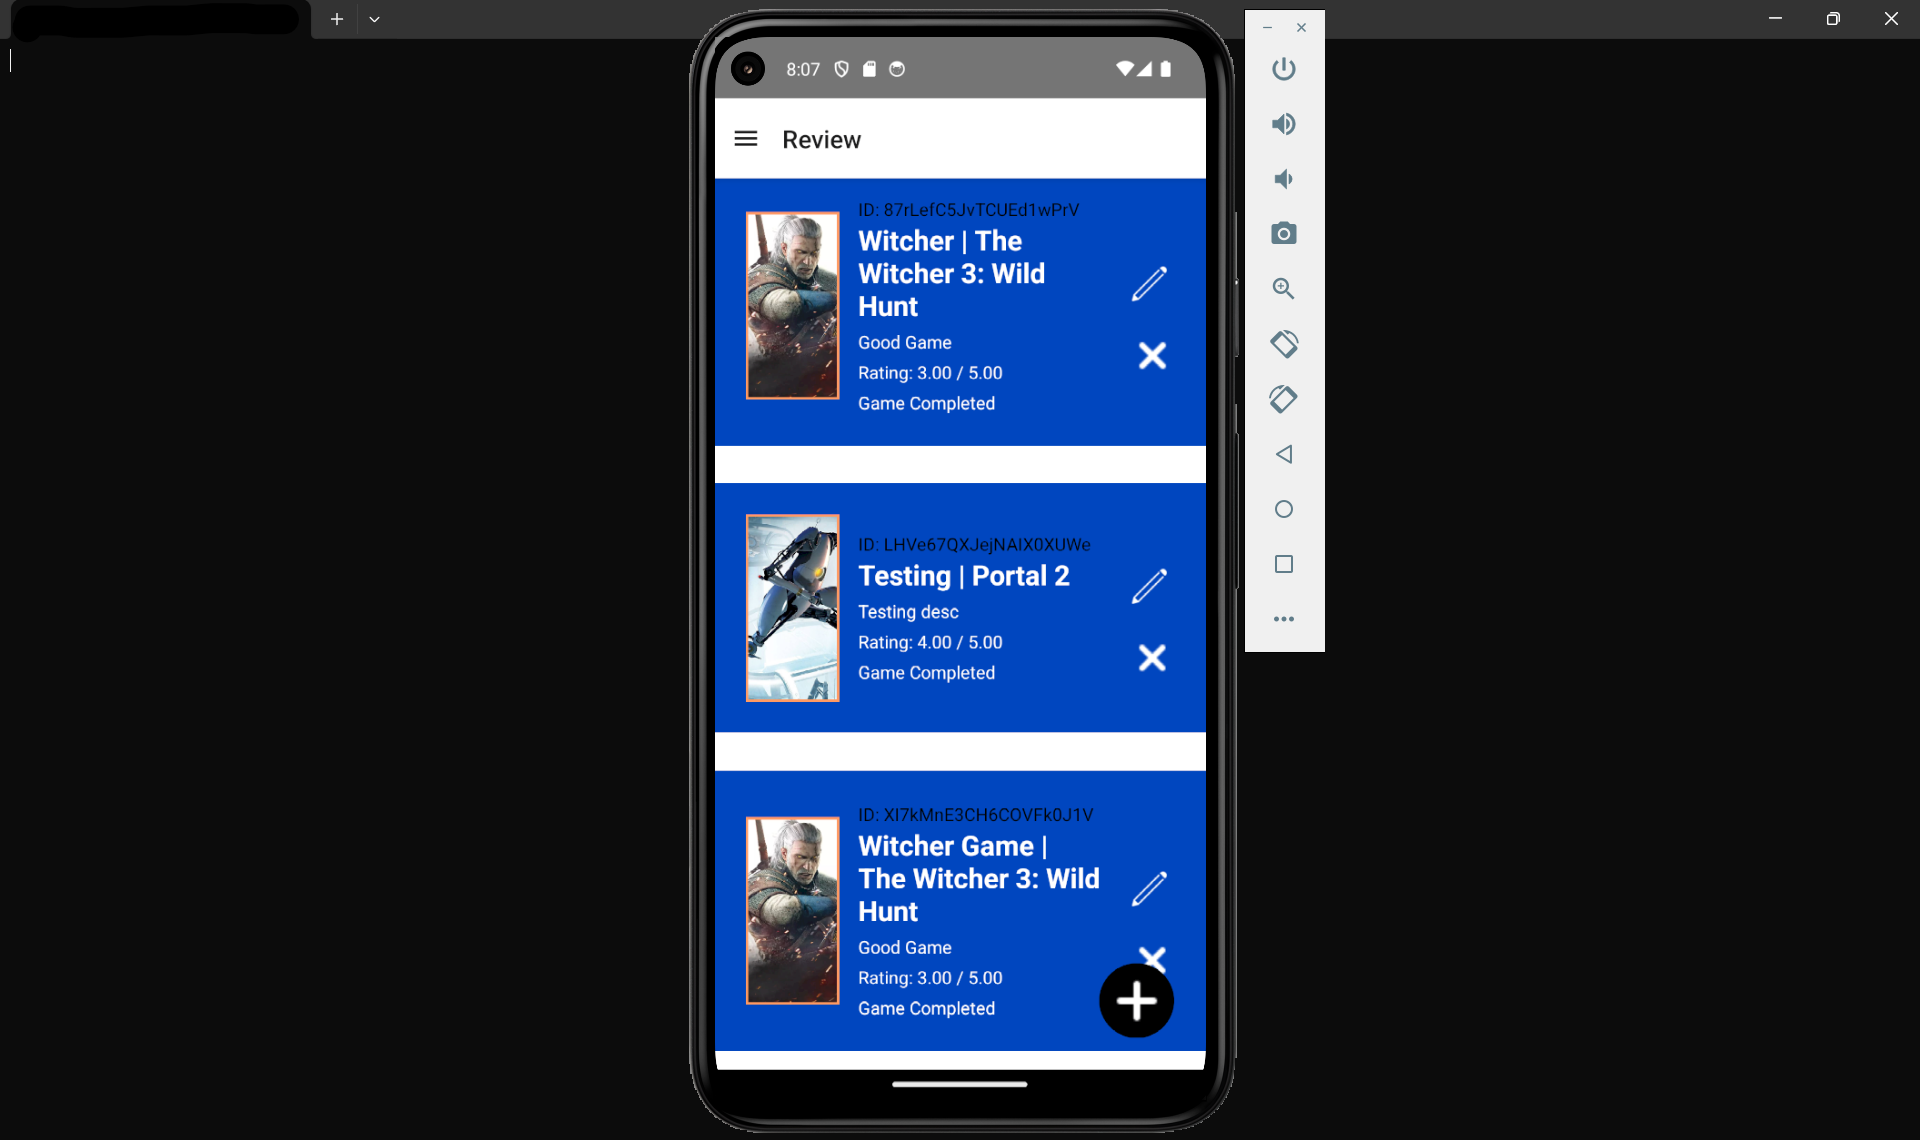 8:07
Review
ID: 87rLefC5JvTCUEd1wPrV
Witcher | The
Witcher 3: Wild
Hunt
Good Game
Rating: 3.00 / 5.00
Game Completed
ID: LHVe67QXJejNAIX0XUWe
Testing | Portal 2
Testing desc
Rating: 4.00 / 5.00
Game Completed
ID: XI7kMnE3CH6COVFk0J1V
Witcher Game |
The Witcher 3: Wild
Hunt
Good Game
Rating: 3.00 / 5.00
Game Completed